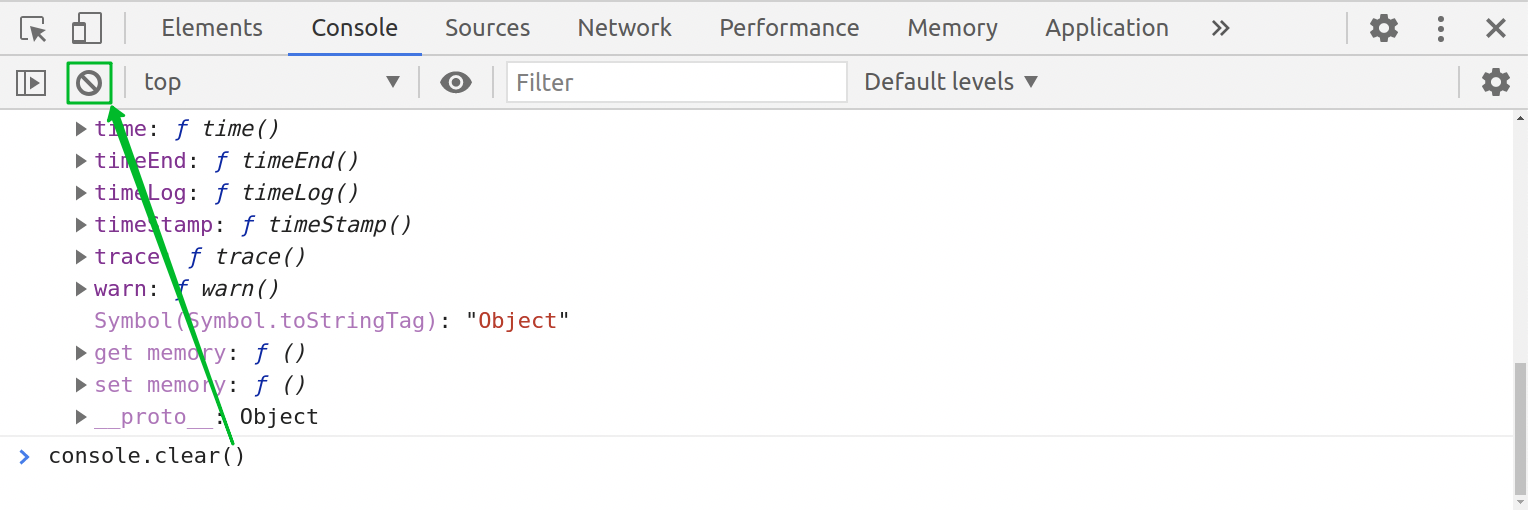 Elements Console Sources Network Performance Memory Application
top Filter Default levels
time: ƒ time()
timeEnd: ƒ timeEnd()
timeLog: ƒ timeLog()
timeStamp: ƒ timeStamp()
trace: ƒ trace()
warn: ƒ warn()
Symbol(Symbol.toStringTag): "Object"
get memory: ƒ ()
set memory: ƒ ()
__proto__: Object
console.clear()